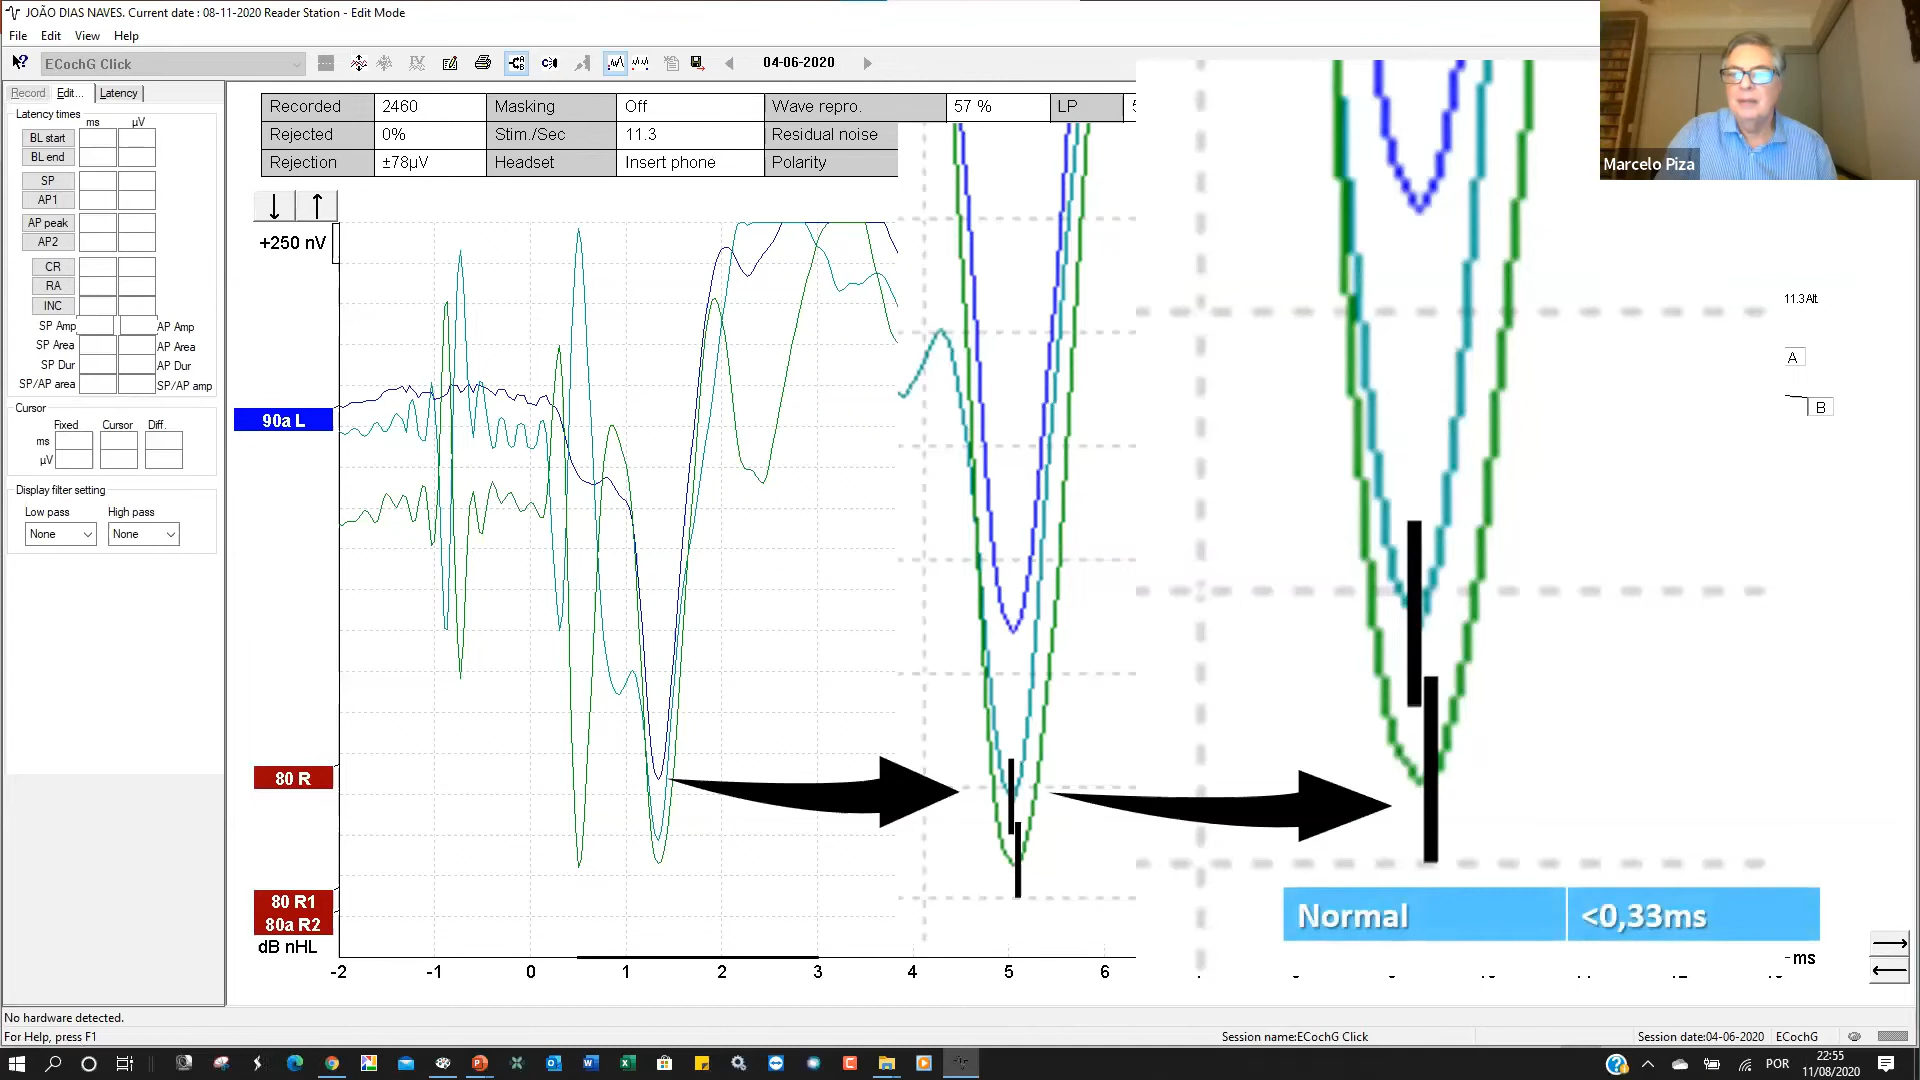 JOÃO DIAS NAVES. Current date : 08-11-2020 Reader Station - Edit Mode
File Edit View Help
ECochG Click
04-06-2020
Record Edit... Latency
Latency times
ms µV
BL start
BL end
SP
AP1
AP peak
AP2
CR
RA
INC
SP Amp AP Amp
SP Area AP Area
SP Dur AP Dur
SP/AP area SP/AP amp
Cursor
Fixed Cursor Diff.
ms
µV
Display filter setting
Low pass High pass
None None
Recorded 2460 Masking Off Wave repro. 57 % LP
Rejected 0% Stim./Sec 11.3 Residual noise
Rejection ±78µV Headset Insert phone Polarity
+250 nV
90a L
80 R
80 R1
80a R2
dB nHL
-2 -1 0 1 2 3 4 5 6
ms
11.3Alt
A
B
Normal <0,33ms
Marcelo Piza
No hardware detected.
For Help, press F1
Session name:ECochG Click
Session date:04-06-2020 ECochG
POR
22:55
11/08/2020